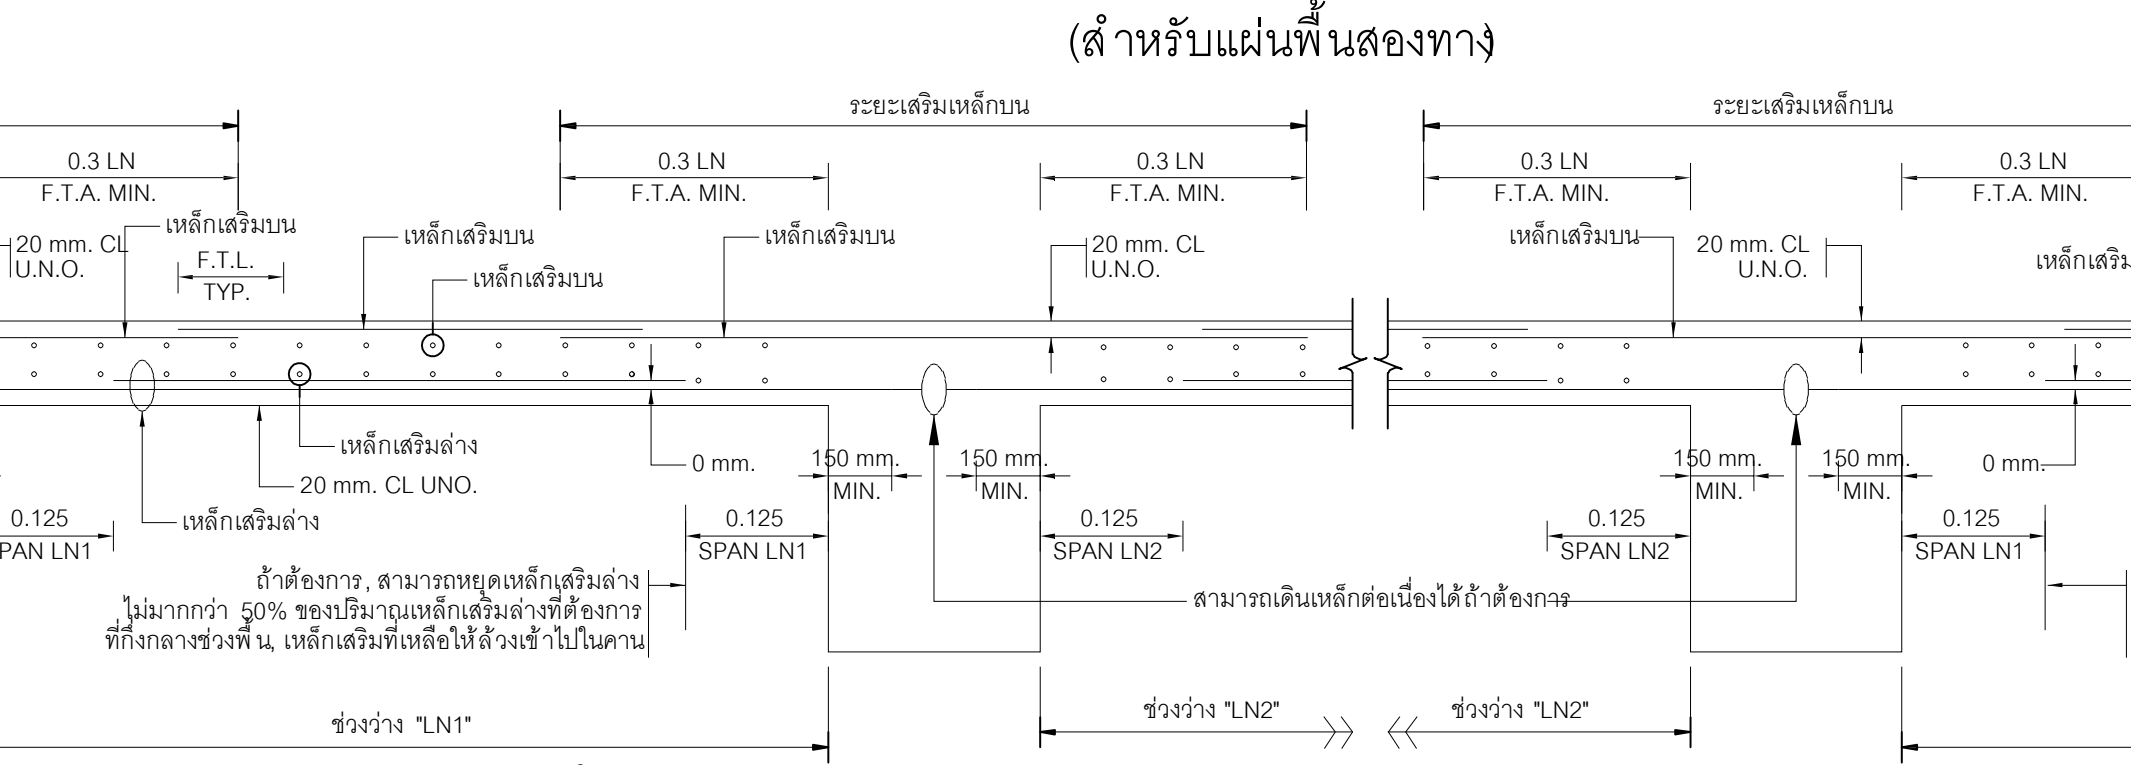 (สำหรับแผ่นพื้นสองทาง)
ระยะเสริมเหล็กบน
ระยะเสริมเหล็กบน
0.3 LN
F.T.A. MIN.
0.3 LN
F.T.A. MIN.
0.3 LN
F.T.A. MIN.
0.3 LN
F.T.A. MIN.
0.3 LN
F.T.A. MIN.
เหล็กเสริมบน
เหล็กเสริมบน
เหล็กเสริมบน
เหล็กเสริมบน
20 mm. CL
U.N.O.
F.T.L.
TYP.
เหล็กเสริมบน
20 mm. CL
U.N.O.
20 mm. CL
U.N.O.
เหล็กเสริม
เหล็กเสริมล่าง
0 mm.
150 mm.
MIN.
150 mm.
MIN.
150 mm.
MIN.
150 mm.
MIN.
0 mm.
20 mm. CL UNO.
เหล็กเสริมล่าง
0.125
PAN LN1
0.125
SPAN LN1
0.125
SPAN LN2
0.125
SPAN LN2
0.125
SPAN LN1
ถ้าต้องการ, สามารถหยุดเหล็กเสริมล่าง
ไม่มากกว่า 50% ของปริมาณเหล็กเสริมล่างที่ต้องการ
ที่กึ่งกลางช่วงพื้น, เหล็กเสริมที่เหลือให้ล้วงเข้าไปในคาน
สามารถเดินเหล็กต่อเนื่องได้ถ้าต้องการ
ช่วงว่าง "LN1"
ช่วงว่าง "LN2"
ช่วงว่าง "LN2"